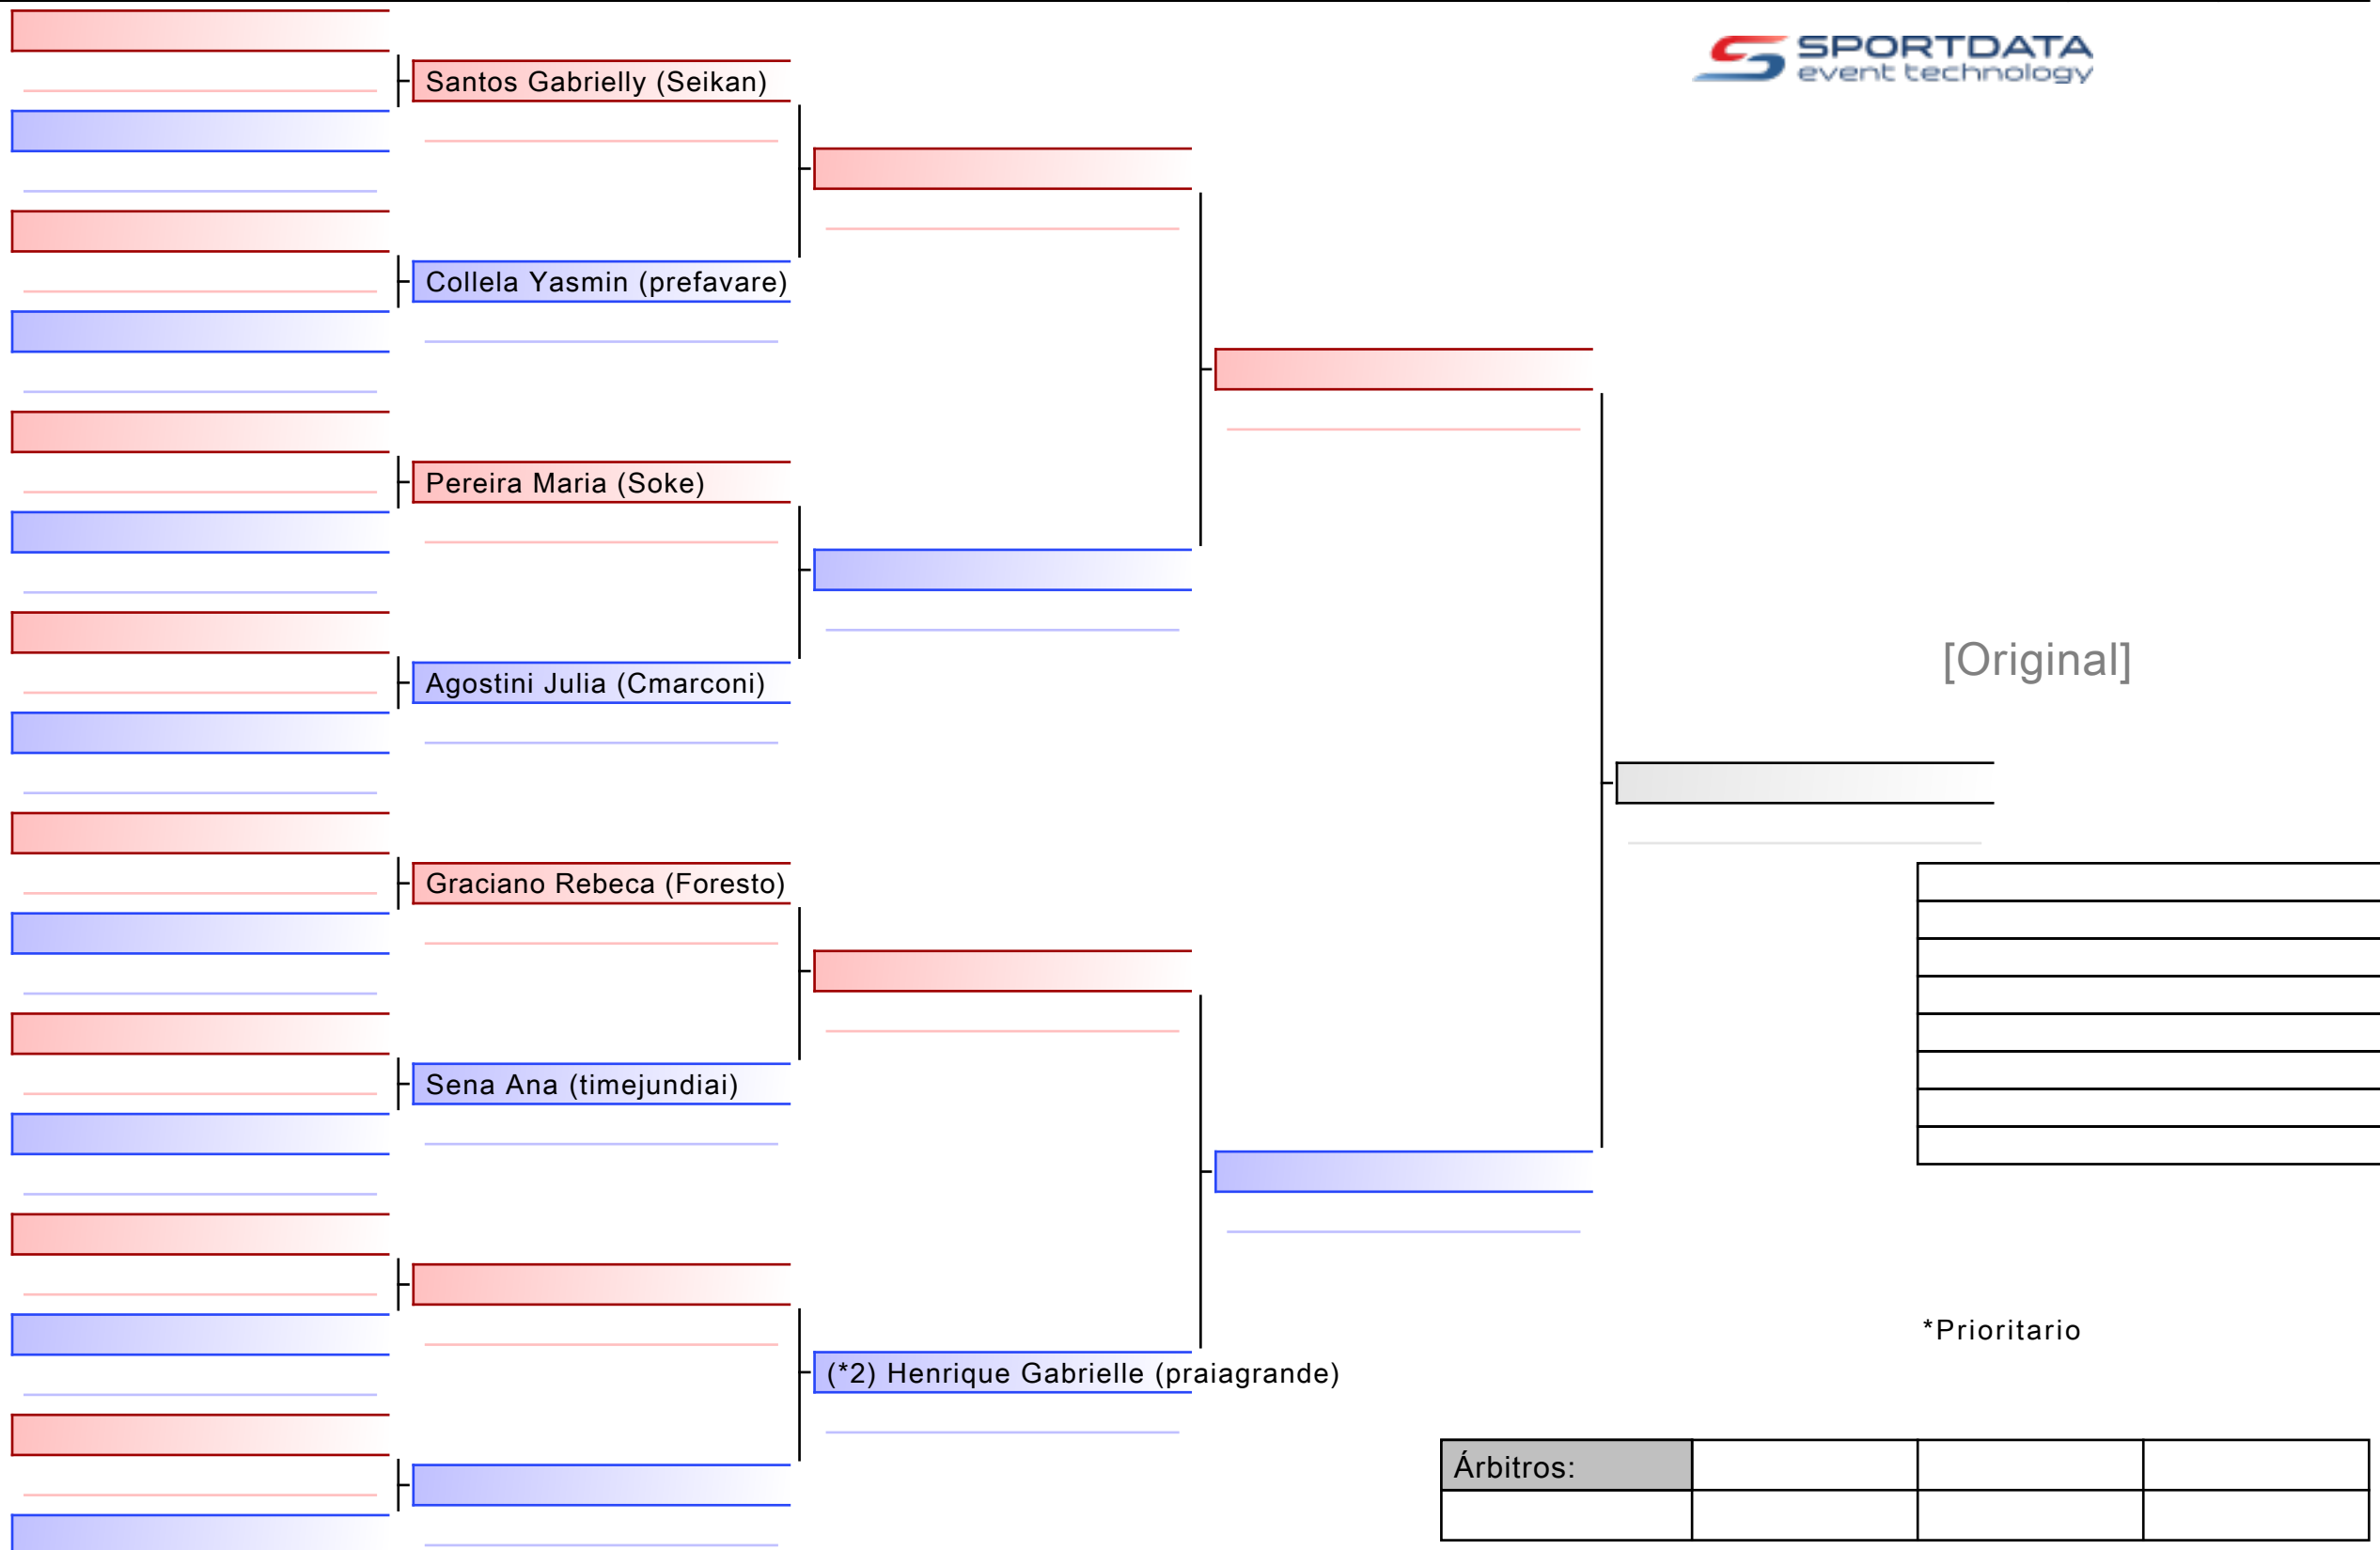 SPORTDATA
event technology
Santos Gabrielly (Seikan)
Collela Yasmin (prefavare)
Pereira Maria (Soke)
Agostini Julia (Cmarconi)
[Original]
Graciano Rebeca (Foresto)
Sena Ana (timejundiai)
*Prioritario
(*2) Henrique Gabrielle (praiagrande)
Árbitros: